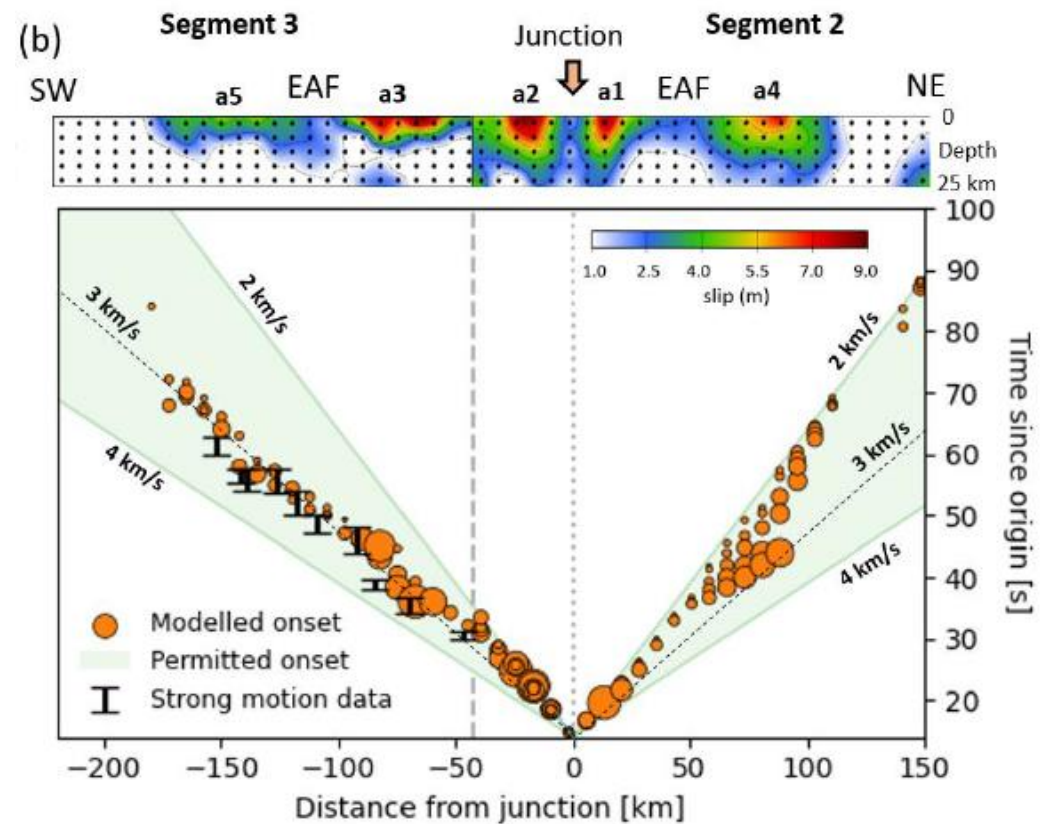 (b)
Segment 3
Segment 2
Junction
SW
a5
EAF
a3
a2
a1
EAF
a4
NE
0
Depth
25 km
100
90
80
70
60
50
40
30
20
Time since origin [s]
1.0 2.5 4.0 5.5 7.0 9.0
slip (m)
2 km/s
3 km/s
4 km/s
2 km/s
3 km/s
4 km/s
Modelled onset
Permitted onset
Strong motion data
−200 −150 −100 −50 0 50 100 150
Distance from junction [km]